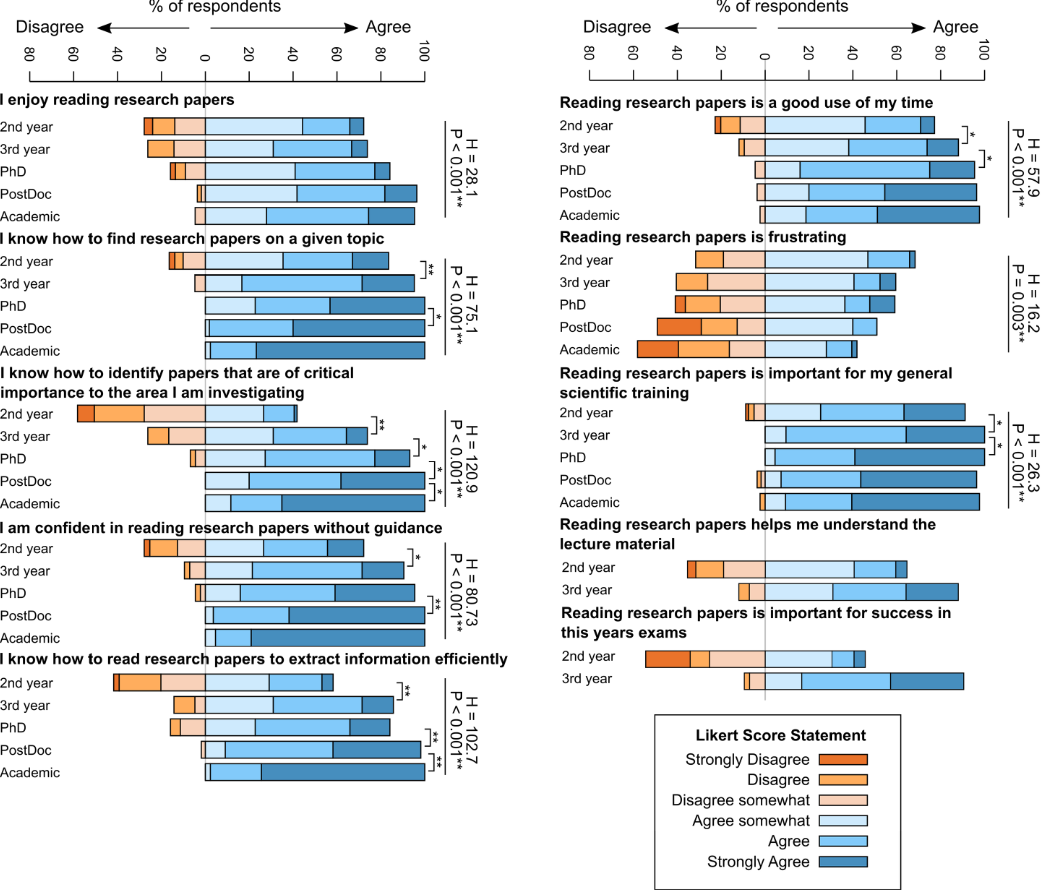 % of respondents
Disagree Agree
80 60 40 20 0 20 40 60 80 100
I enjoy reading research papers
2nd year
3rd year
PhD
PostDoc
Academic
H = 28.1
P < 0.001**
I know how to find research papers on a given topic
2nd year
3rd year
PhD
PostDoc
Academic
**
*
H = 75.1
P < 0.001**
I know how to identify papers that are of critical
importance to the area I am investigating
2nd year
3rd year
PhD
PostDoc
Academic
**
*
*
*
H = 120.9
P < 0.001**
I am confident in reading research papers without guidance
2nd year
3rd year
PhD
PostDoc
Academic
*
**
H = 80.73
P < 0.001**
I know how to read research papers to extract information efficiently
2nd year
3rd year
PhD
PostDoc
Academic
**
**
**
H = 102.7
P < 0.001**
% of respondents
Disagree Agree
80 60 40 20 0 20 40 60 80 100
Reading research papers is a good use of my time
2nd year
3rd year
PhD
PostDoc
Academic
*
*
H = 57.9
P < 0.001**
Reading research papers is frustrating
2nd year
3rd year
PhD
PostDoc
Academic
H = 16.2
P = 0.003**
Reading research papers is important for my general
scientific training
2nd year
3rd year
PhD
PostDoc
Academic
*
*
H = 26.3
P < 0.001**
Reading research papers helps me understand the
lecture material
2nd year
3rd year
Reading research papers is important for success in
this years exams
2nd year
3rd year
Likert Score Statement
Strongly Disagree
Disagree
Disagree somewhat
Agree somewhat
Agree
Strongly Agree